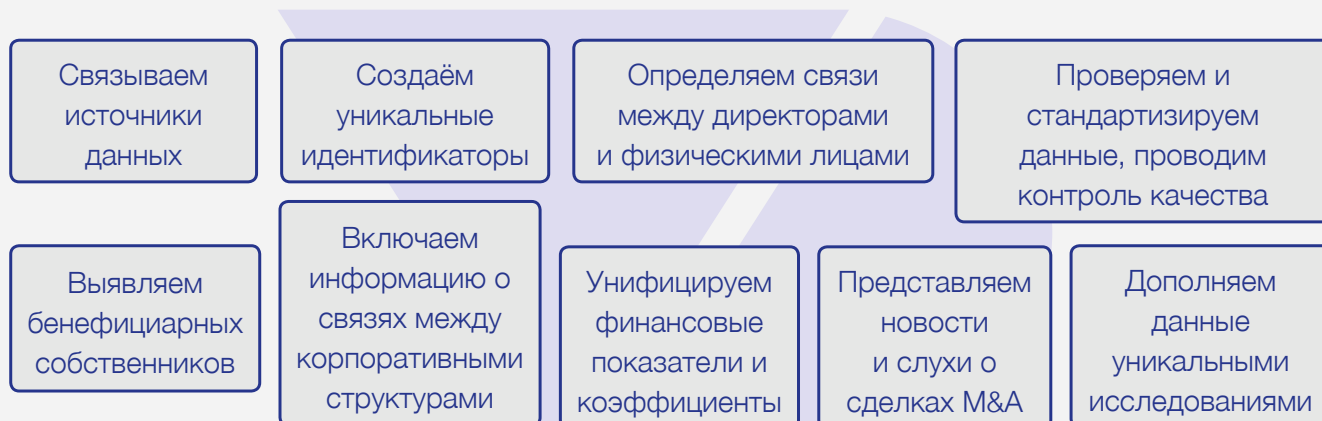 Связываем
источники
данных
Создаём
уникальные
идентификаторы
Определяем связи
между директорами
и физическими лицами
Проверяем и
стандартизируем
данные, проводим
контроль качества
Выявляем
бенефициарных
собственников
Включаем
информацию о
связях между
корпоративными
структурами
Унифицируем
финансовые
показатели и
коэффициенты
Представляем
новости
и слухи о
сделках M&A
Дополняем
данные
уникальными
исследованиями